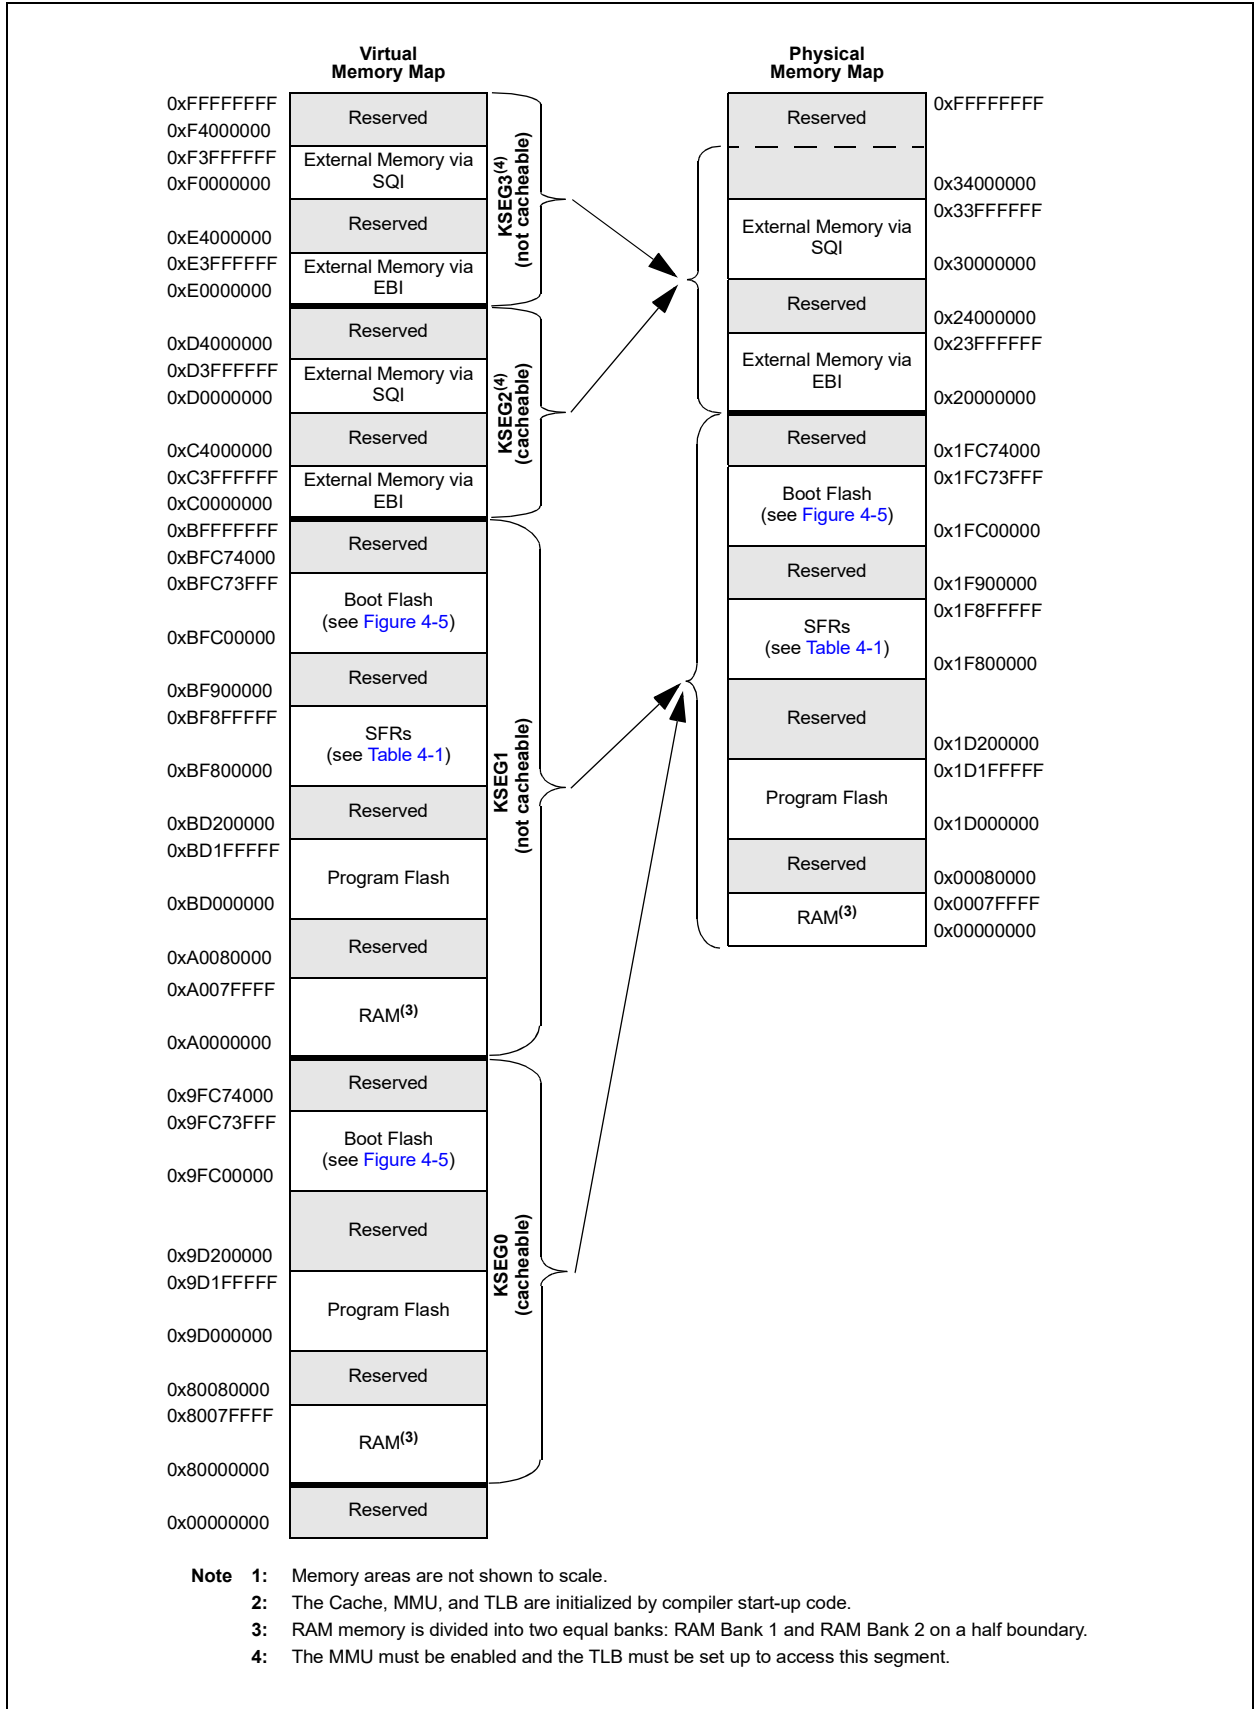 Virtual
Memory Map
0xFFFFFFFF
Reserved
0xF4000000
0xF3FFFFFF
External Memory via
SQI
0xF0000000
Reserved
0xE4000000
0xE3FFFFFF
External Memory via
EBI
0xE0000000
KSEG3(4)
(not cacheable)
Reserved
0xD4000000
0xD3FFFFFF
External Memory via
SQI
0xD0000000
Reserved
0xC4000000
0xC3FFFFFF
External Memory via
EBI
0xC0000000
KSEG2(4)
(cacheable)
0xBFFFFFFF
Reserved
0xBFC74000
0xBFC73FFF
Boot Flash
(see Figure 4-5)
0xBFC00000
Reserved
0xBF900000
0xBF8FFFFF
SFRs
(see Table 4-1)
0xBF800000
Reserved
0xBD200000
0xBD1FFFFF
Program Flash
0xBD000000
Reserved
0xA0080000
0xA007FFFF
RAM(3)
0xA0000000
KSEG1
(not cacheable)
Reserved
0x9FC74000
0x9FC73FFF
Boot Flash
(see Figure 4-5)
0x9FC00000
Reserved
0x9D200000
0x9D1FFFFF
Program Flash
0x9D000000
Reserved
0x80080000
0x8007FFFF
RAM(3)
0x80000000
KSEG0
(cacheable)
Reserved
0x00000000
Physical
Memory Map
0xFFFFFFFF
Reserved
0x34000000
0x33FFFFFF
External Memory via
SQI
0x30000000
Reserved
0x24000000
0x23FFFFFF
External Memory via
EBI
0x20000000
Reserved
0x1FC74000
0x1FC73FFF
Boot Flash
(see Figure 4-5)
0x1FC00000
Reserved
0x1F900000
0x1F8FFFFF
SFRs
(see Table 4-1)
0x1F800000
Reserved
0x1D200000
0x1D1FFFFF
Program Flash
0x1D000000
Reserved
0x00080000
0x0007FFFF
RAM(3)
0x00000000
Note 1: Memory areas are not shown to scale.
2: The Cache, MMU, and TLB are initialized by compiler start-up code.
3: RAM memory is divided into two equal banks: RAM Bank 1 and RAM Bank 2 on a half boundary.
4: The MMU must be enabled and the TLB must be set up to access this segment.